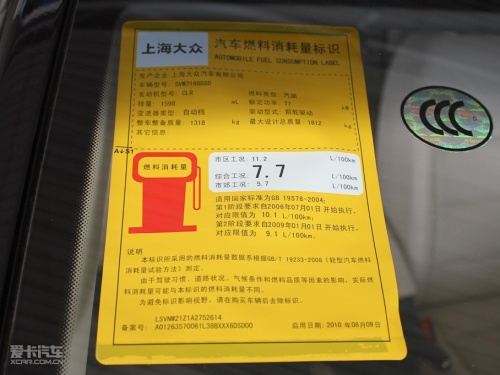 上海大众
汽车燃料消耗量标识
AUTOMOBILE FUEL CONSUMPTION LABEL
生产企业:上海大众汽车有限公司
车辆型号:
发动机型号: CLR 燃料类型: 汽油
排量: 1598 mL 额定功率: 77 kW
变速器类型: 自动档 驱动型式: 前轮驱动
整车整备质量: 1318 kg 最大设计总质量: 1812 kg
其它信息:
燃料消耗量
市区工况: 11.2 L/100km
综合工况: 7.7 L/100km
市郊工况: 5.7 L/100km
适用国家标准为GB 19578-2004;
第1阶段要求自2006年07月01日开始执行,
对应限值为 10.1 L/100km;
第2阶段要求自2009年01月01日开始执行,
对应限值为 9.1 L/100km.
说明
本标识所采用的燃料消耗量数据系根据GB/T 19233-2008《轻型汽车燃料
消耗量试验方法》测定。
由于驾驶习惯、道路状况、气候条件和燃料品质等因素的影响,实际燃
料消耗量可能与本标识的燃料消耗量不同。
为避免标识影响视野,请在购买车辆后去除标识。
LSVNW21Z1A2752614
备案号: 启用日期: 2010年08月09日
CCC
爱卡汽车
XCAR.COM.CN